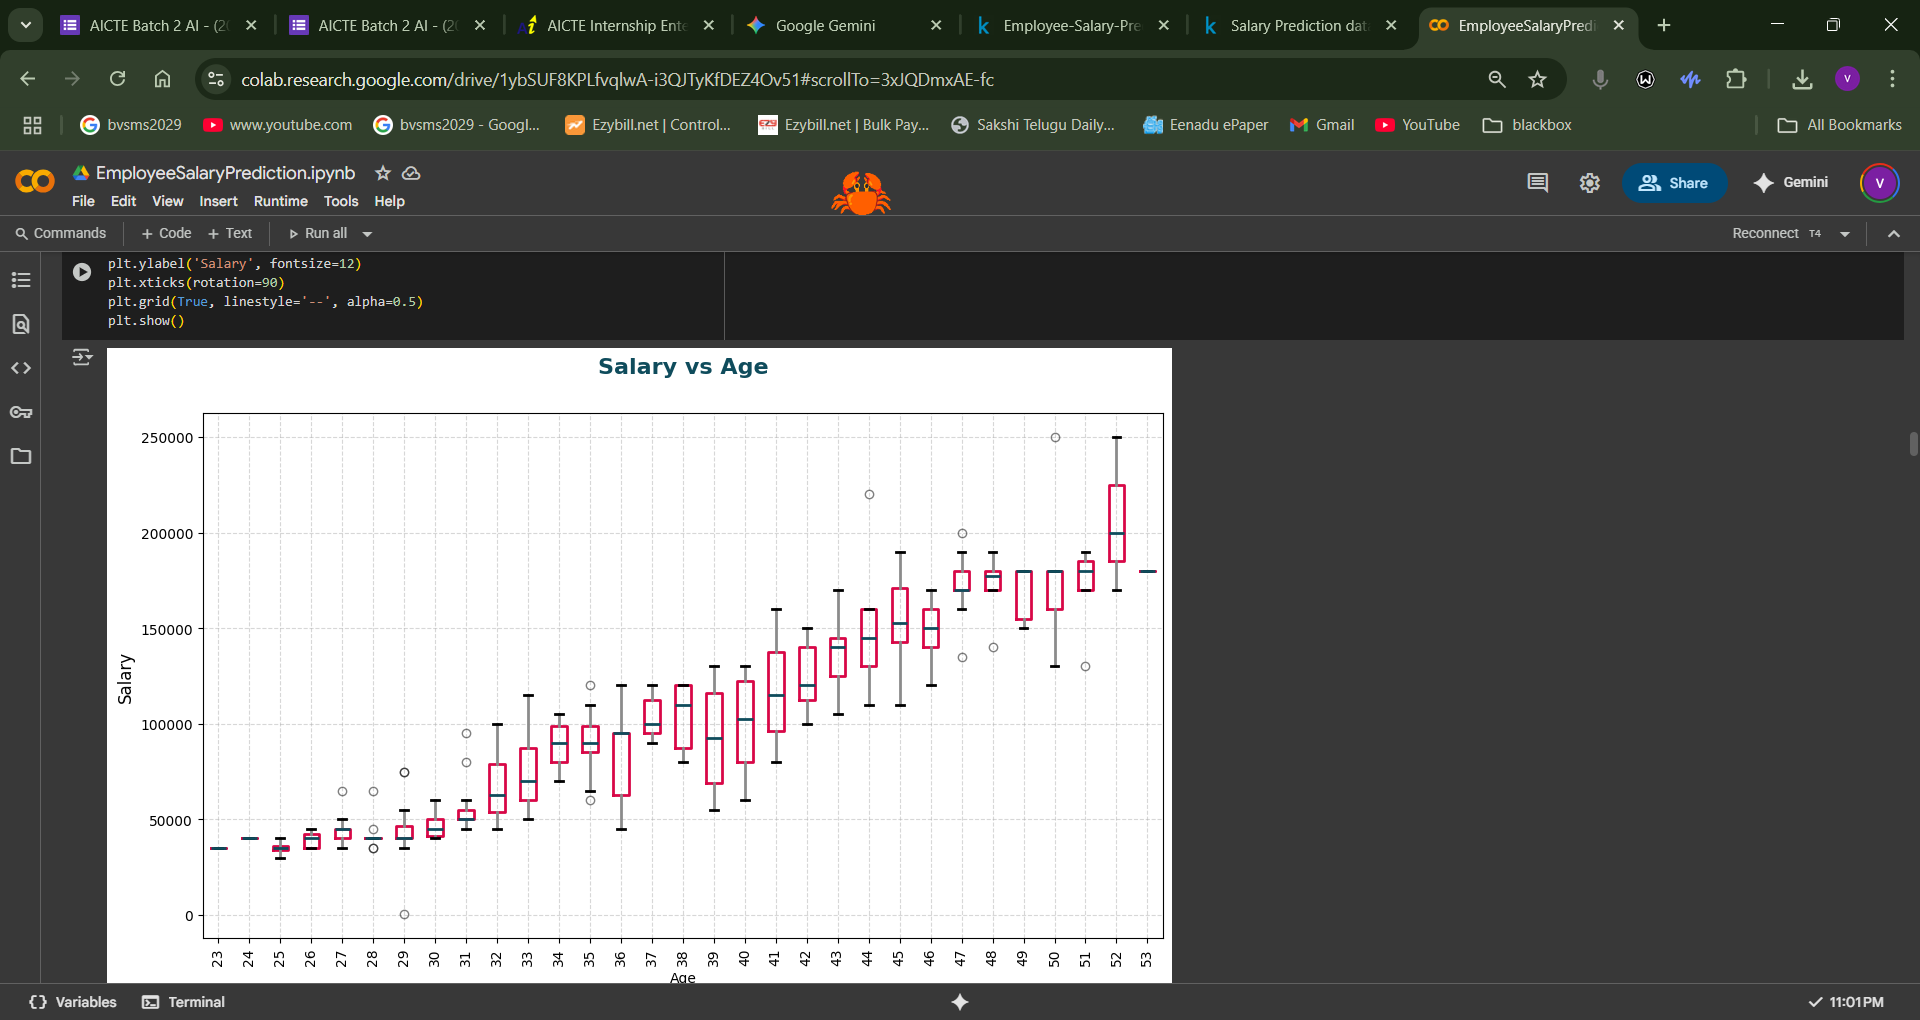 AICTE Batch 2 AI - (20
AICTE Batch 2 AI - (20
AICTE Internship Ente
Google Gemini
Employee-Salary-Pre
Salary Prediction dat
EmployeeSalaryPredi
colab.research.google.com/drive/1ybSUF8KPLfvqlwA-i3QJTyKfDEZ4Ov51#scrollTo=3xJQDmxAE-fc
bvsms2029
www.youtube.com
bvsms2029 - Googl...
Ezybill.net | Control...
Ezybill.net | Bulk Pay...
Sakshi Telugu Daily...
Eenadu ePaper
Gmail
YouTube
blackbox
All Bookmarks
EmployeeSalaryPrediction.ipynb
File Edit View Insert Runtime Tools Help
Share
Gemini
V
Commands + Code + Text Run all
Reconnect T4
plt.ylabel('Salary', fontsize=12)
plt.xticks(rotation=90)
plt.grid(True, linestyle='--', alpha=0.5)
plt.show()
Salary vs Age
250000
200000
150000
100000
50000
0
Salary
23 24 25 26 27 28 29 30 31 32 33 34 35 36 37 38 39 40 41 42 43 44 45 46 47 48 49 50 51 52 53
Age
Variables Terminal
11:01 PM